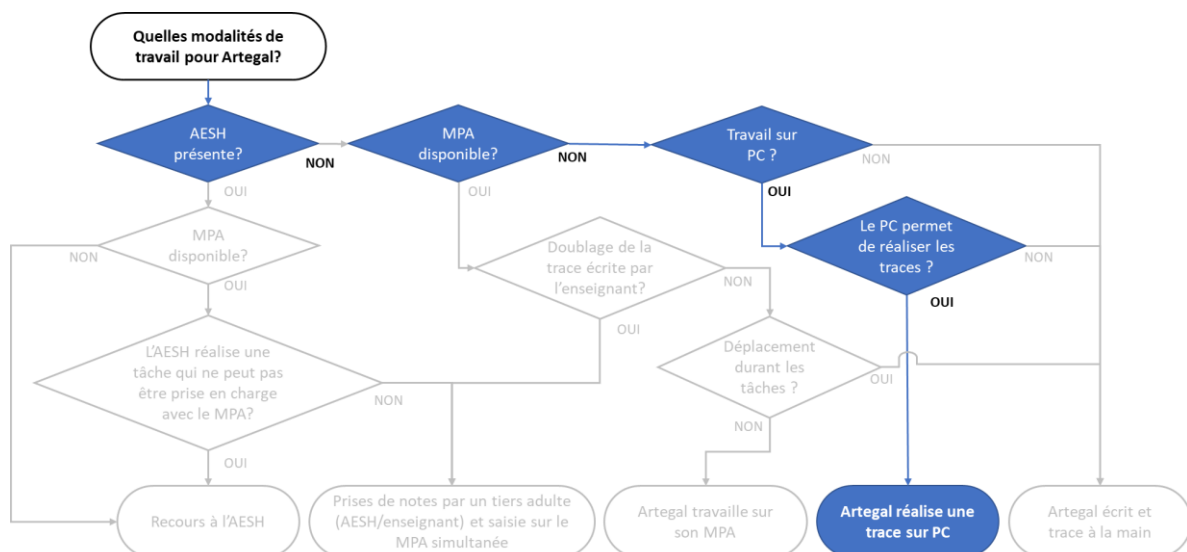 Quelles modalités de
travail pour Artegal?
AESH
présente?
NON
MPA
disponible?
NON
Travail sur
PC ?
NON
OUI
OUI
OUI
MPA
disponible?
NON
OUI
Doublage de la
trace écrite par
l'enseignant?
NON
OUI
Le PC permet
de réaliser les
traces ?
NON
OUI
L'AESH réalise une
tâche qui ne peut pas
être prise en charge
avec le MPA?
NON
OUI
Déplacement
durant les
tâches ?
OUI
NON
Recours à l'AESH
Prises de notes par un tiers adulte
(AESH/enseignant) et saisie sur le
MPA simultanée
Artegal travaille sur
son MPA
Artegal réalise une
trace sur PC
Artegal écrit et
trace à la main